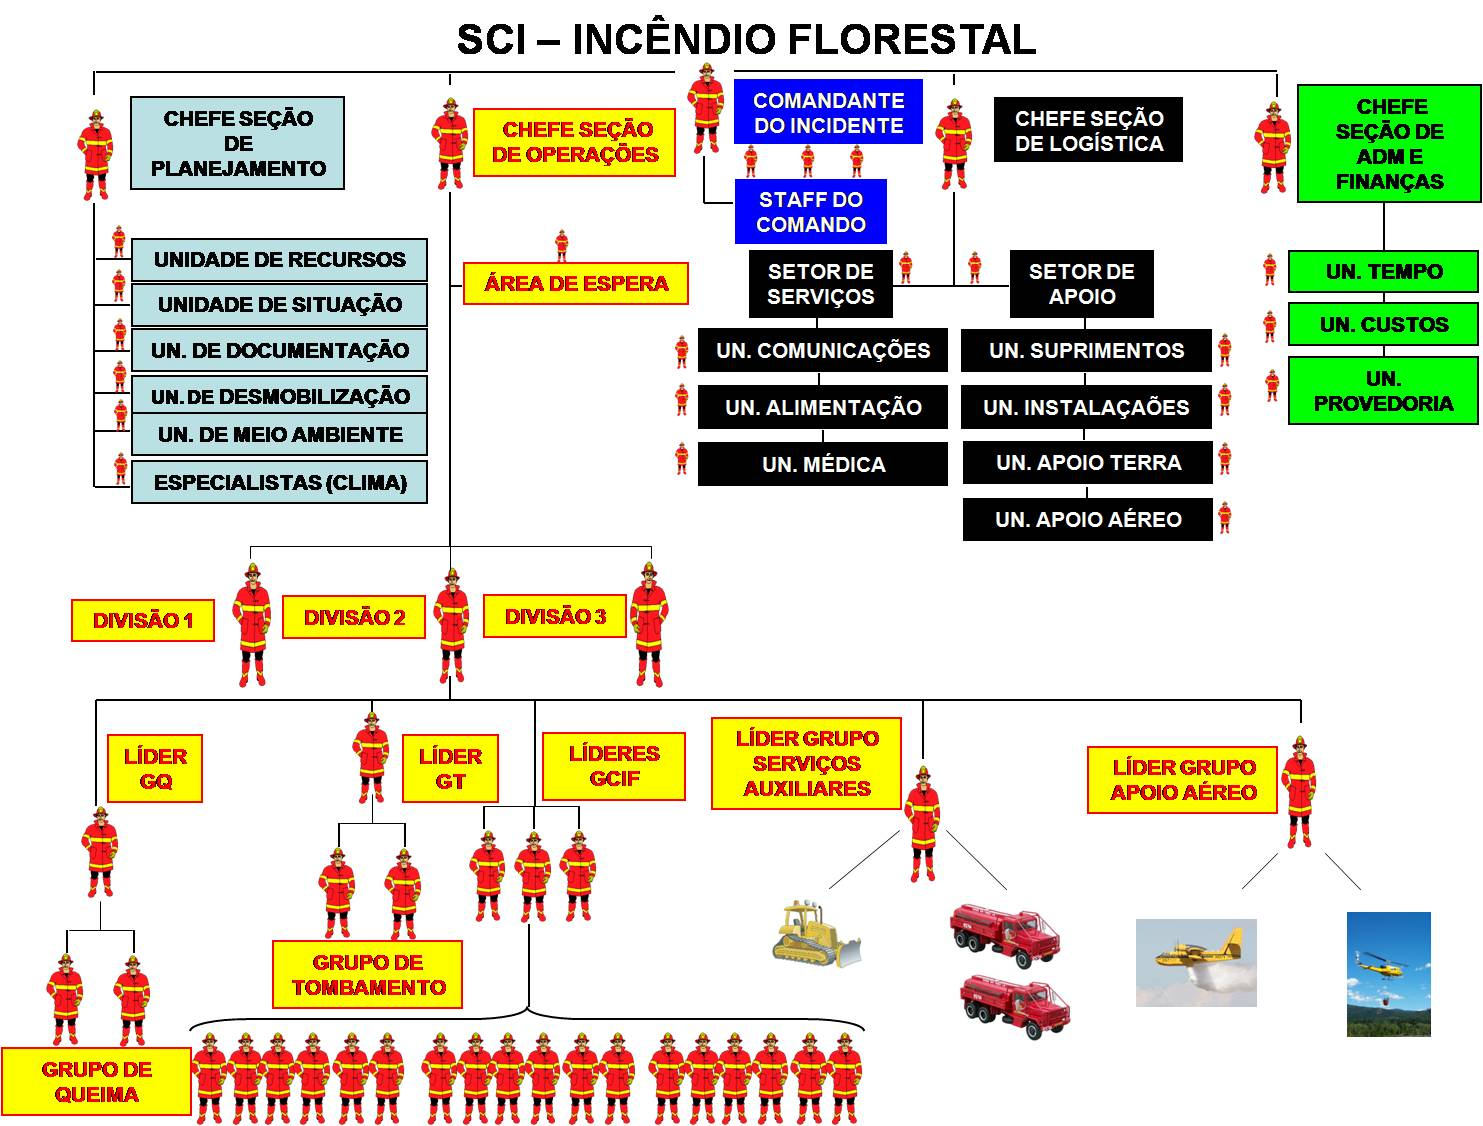 SCI – INCÊNDIO FLORESTAL
CHEFE SEÇÃO
DE
PLANEJAMENTO
CHEFE SEÇÃO
DE OPERAÇÕES
COMANDANTE
DO INCIDENTE
STAFF DO
COMANDO
CHEFE SEÇÃO
DE LOGÍSTICA
CHEFE
SEÇÃO DE
ADM E
FINANÇAS
UNIDADE DE RECURSOS
UNIDADE DE SITUAÇÃO
UN. DE DOCUMENTAÇÃO
UN. DE DESMOBILIZAÇÃO
UN. DE MEIO AMBIENTE
ESPECIALISTAS (CLIMA)
ÁREA DE ESPERA
SETOR DE
SERVIÇOS
UN. COMUNICAÇÕES
UN. ALIMENTAÇÃO
UN. MÉDICA
SETOR DE
APOIO
UN. SUPRIMENTOS
UN. INSTALAÇAÕES
UN. APOIO TERRA
UN. APOIO AÉREO
UN. TEMPO
UN. CUSTOS
UN.
PROVEDORIA
DIVISÃO 1
DIVISÃO 2
DIVISÃO 3
LÍDER
GQ
LÍDER
GT
LÍDERES
GCIF
LÍDER GRUPO
SERVIÇOS
AUXILIARES
LÍDER GRUPO
APOIO AÉREO
GRUPO DE
TOMBAMENTO
GRUPO DE
QUEIMA